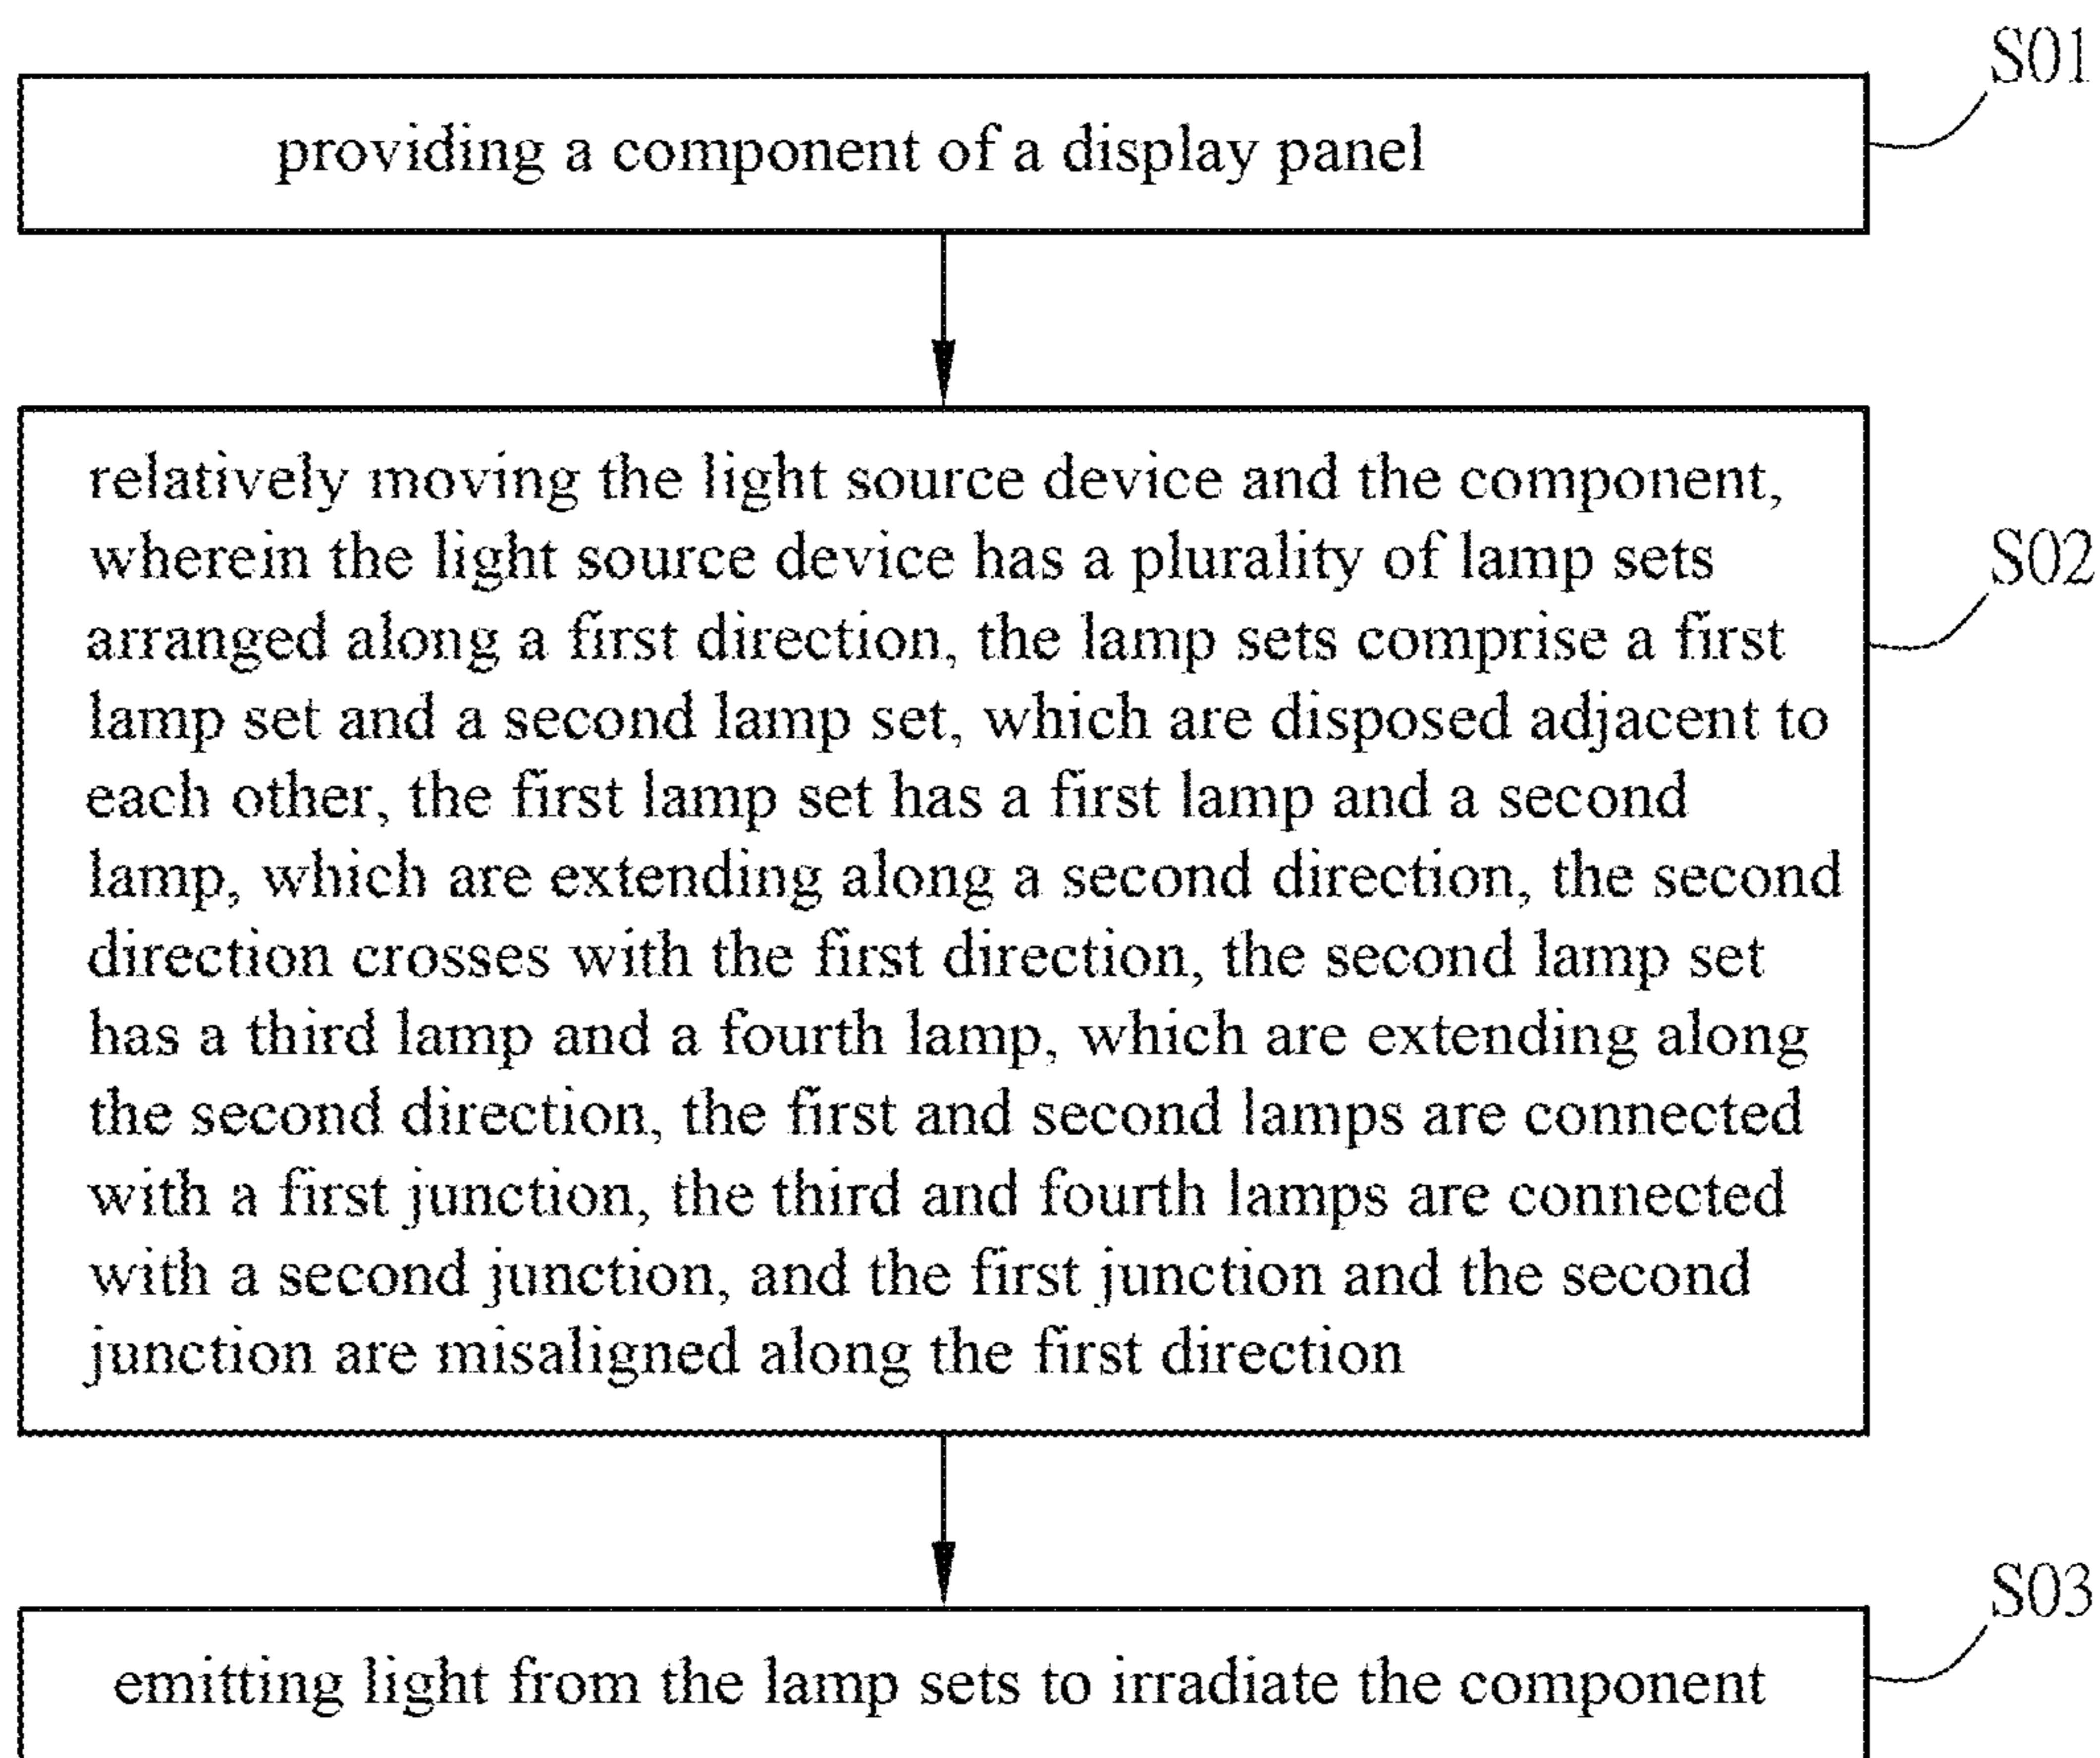 S01
providing a component of a display panel
relatively moving the light source device and the component,
wherein the light source device has a plurality of lamp sets
arranged along a first direction, the lamp sets comprise a first
lamp set and a second lamp set, which are disposed adjacent to
each other, the first lamp set has a first lamp and a second
lamp, which are extending along a second direction, the second
direction crosses with the first direction, the second lamp set
has a third lamp and a fourth lamp, which are extending along
the second direction, the first and second lamps are connected
with a first junction, the third and fourth lamps are connected
with a second junction, and the first junction and the second
junction are misaligned along the first direction
S02
S03
emitting light from the lamp sets to irradiate the component